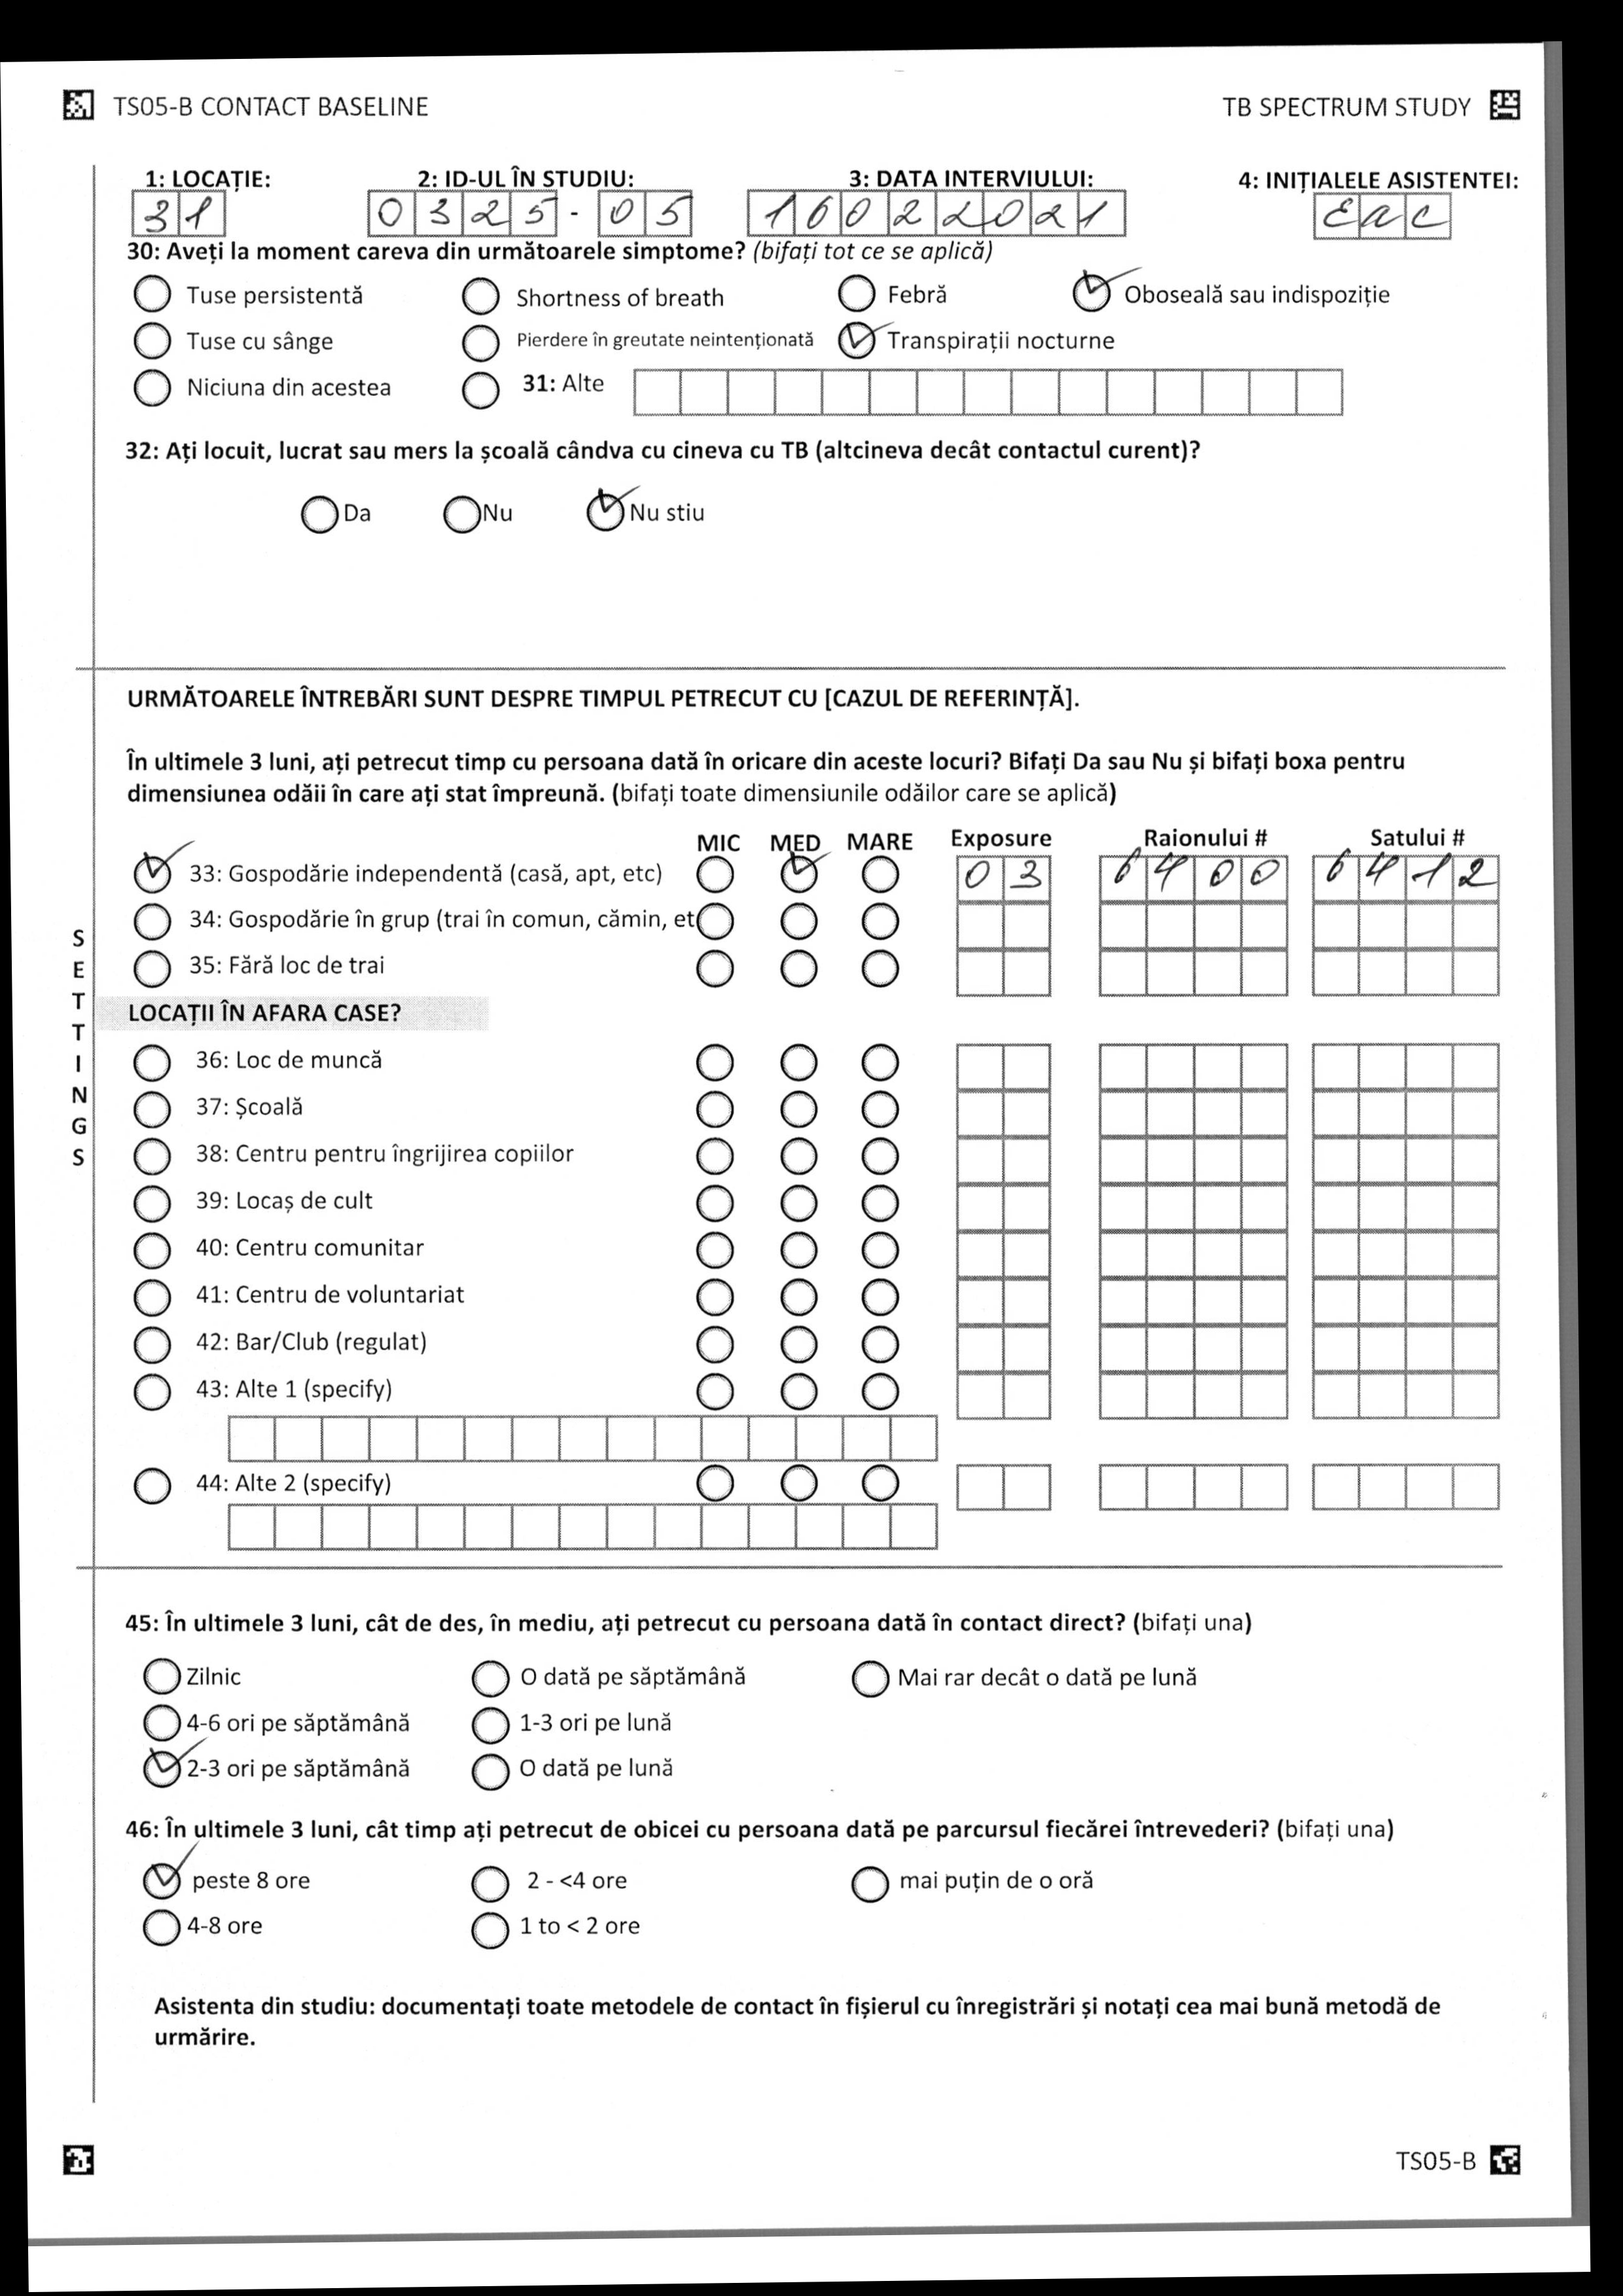 TS05-B CONTACT BASELINE TB SPECTRUM STUDY
1: LOCAȚIE: 2: ID-UL ÎN STUDIU: 3: DATA INTERVIULUI: 4: INIȚIALELE ASISTENTEI:
31 0325-05 16022021 EAC
30: Aveți la moment careva din următoarele simptome? (bifați tot ce se aplică)
Tuse persistentă Shortness of breath Febră Oboseală sau indispoziție
Tuse cu sânge Pierdere în greutate neintenționată Transpirații nocturne
Niciuna din acestea 31: Alte
32: Ați locuit, lucrat sau mers la școală cândva cu cineva cu TB (altcineva decât contactul curent)?
Da Nu Nu stiu
URMĂTOARELE ÎNTREBĂRI SUNT DESPRE TIMPUL PETRECUT CU [CAZUL DE REFERINȚĂ].
În ultimele 3 luni, ați petrecut timp cu persoana dată în oricare din aceste locuri? Bifați Da sau Nu și bifați boxa pentru
dimensiunea odăii în care ați stat împreună. (bifați toate dimensiunile odăilor care se aplică)
MIC MED MARE Exposure Raionului # Satului #
33: Gospodărie independentă (casă, apt, etc) 03 6400 6412
34: Gospodărie în grup (trai în comun, cămin, et
35: Fără loc de trai
SETTINGS
LOCAȚII ÎN AFARA CASE?
36: Loc de muncă
37: Școală
38: Centru pentru îngrijirea copiilor
39: Locaș de cult
40: Centru comunitar
41: Centru de voluntariat
42: Bar/Club (regulat)
43: Alte 1 (specify)
44: Alte 2 (specify)
45: În ultimele 3 luni, cât de des, în mediu, ați petrecut cu persoana dată în contact direct? (bifați una)
Zilnic O dată pe săptămână Mai rar decât o dată pe lună
4-6 ori pe săptămână 1-3 ori pe lună
2-3 ori pe săptămână O dată pe lună
46: În ultimele 3 luni, cât timp ați petrecut de obicei cu persoana dată pe parcursul fiecărei întrevederi? (bifați una)
peste 8 ore 2 - <4 ore mai puțin de o oră
4-8 ore 1 to < 2 ore
Asistenta din studiu: documentați toate metodele de contact în fișierul cu înregistrări și notați cea mai bună metodă de
urmărire.
TS05-B